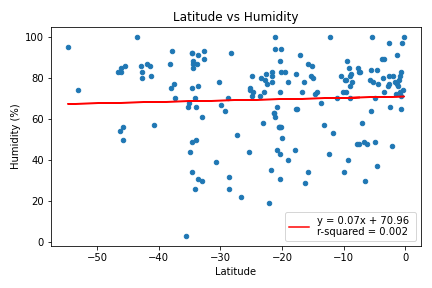 Latitude vs Humidity
100
80
60
40
20
0
Humidity (%)
y = 0.07x + 70.96
r-squared = 0.002
−50
−40
−30
−20
−10
0
Latitude